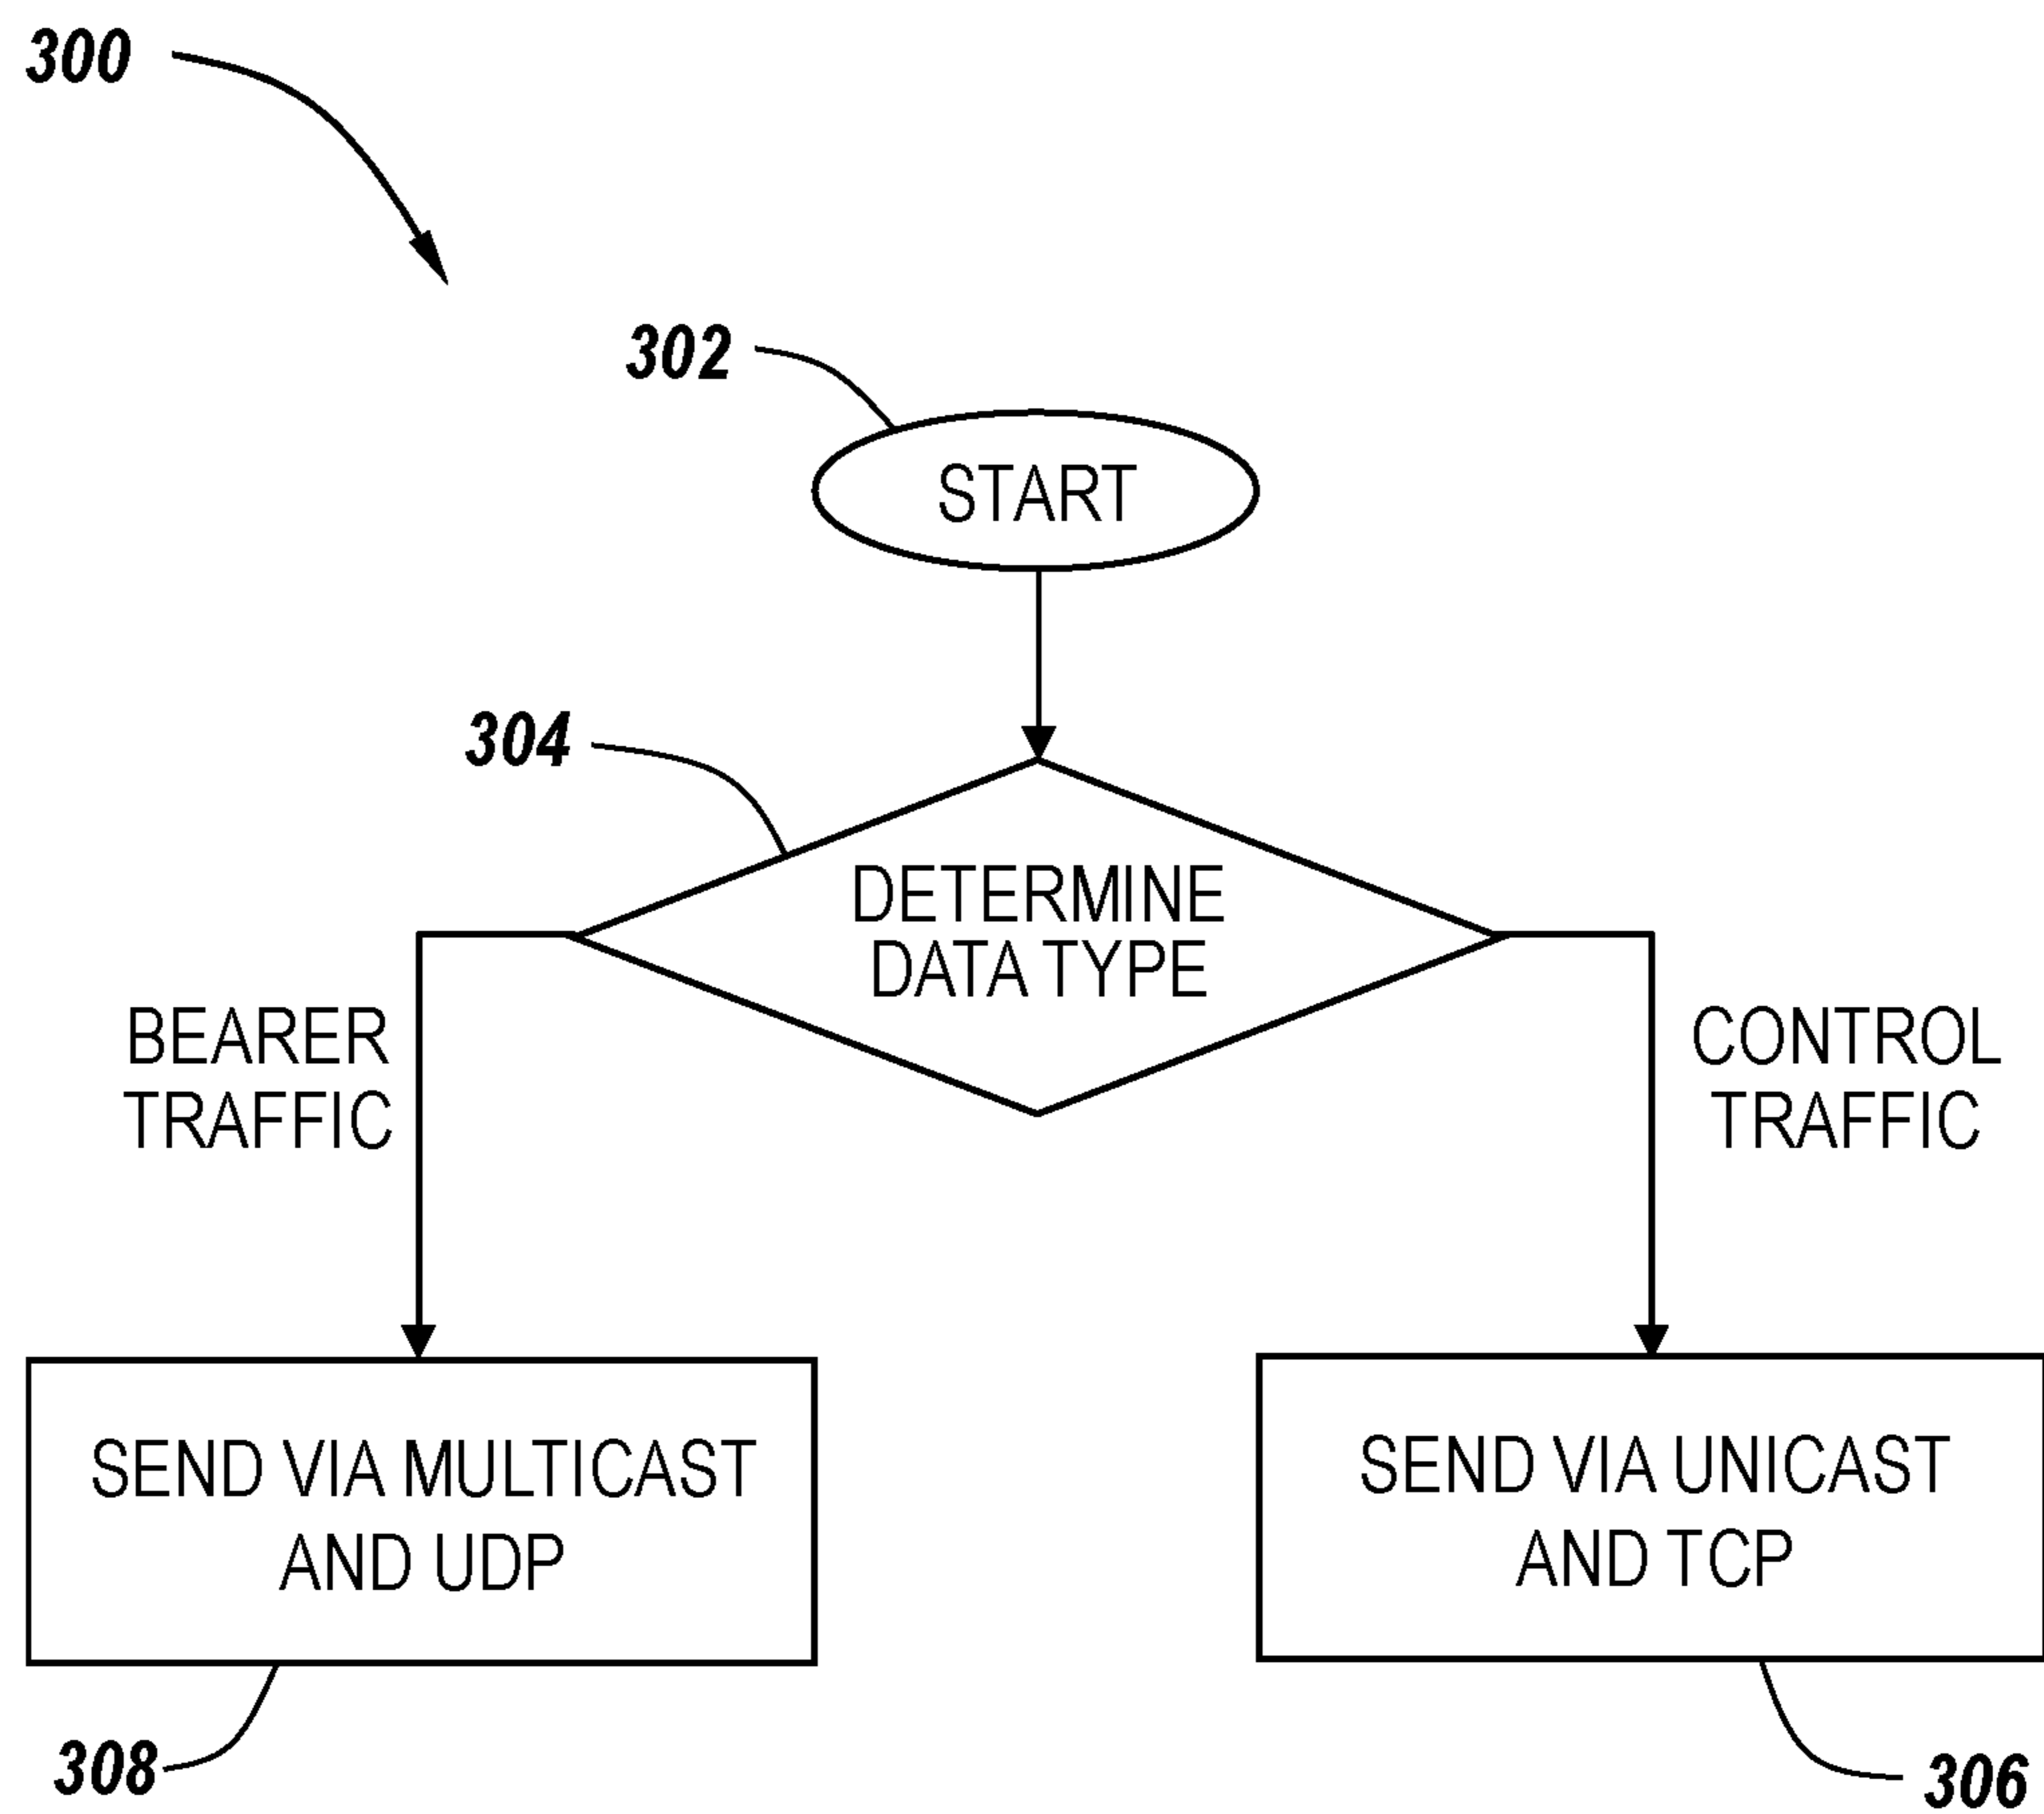 300
302
START
304
DETERMINE
DATA TYPE
BEARER
TRAFFIC
CONTROL
TRAFFIC
SEND VIA MULTICAST
AND UDP
SEND VIA UNICAST
AND TCP
308
306